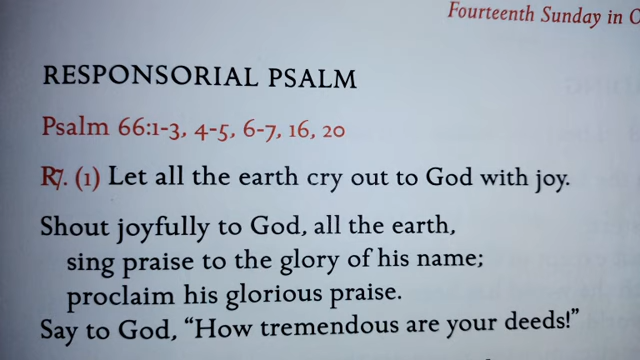 Fourteenth Sunday in
RESPONSORIAL PSALM
Psalm 66:1-3, 4-5, 6-7, 16, 20
℟. (1) Let all the earth cry out to God with joy.
Shout joyfully to God, all the earth,
sing praise to the glory of his name;
proclaim his glorious praise.
Say to God, “How tremendous are your deeds!”